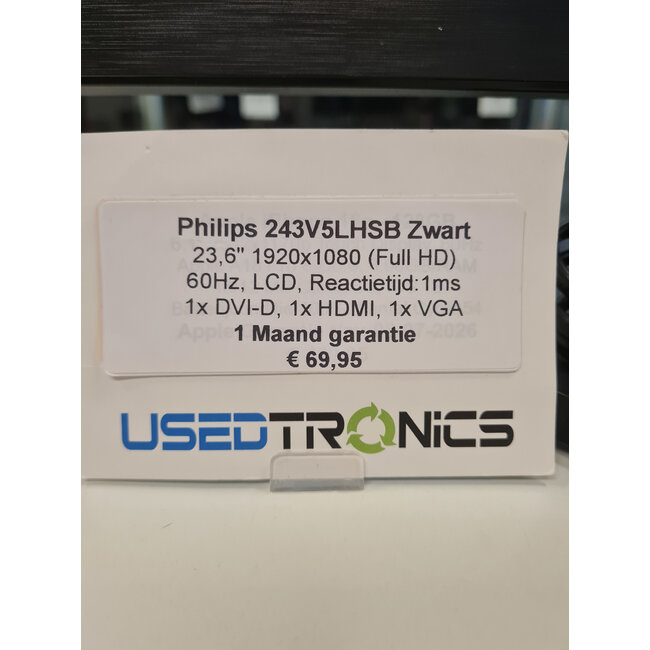 Philips 243V5LHSB Zwart
23,6" 1920x1080 (Full HD)
60Hz, LCD, Reactietijd:1ms
1x DVI-D, 1x HDMI, 1x VGA
1 Maand garantie
€ 69,95
USEDTRONiCS